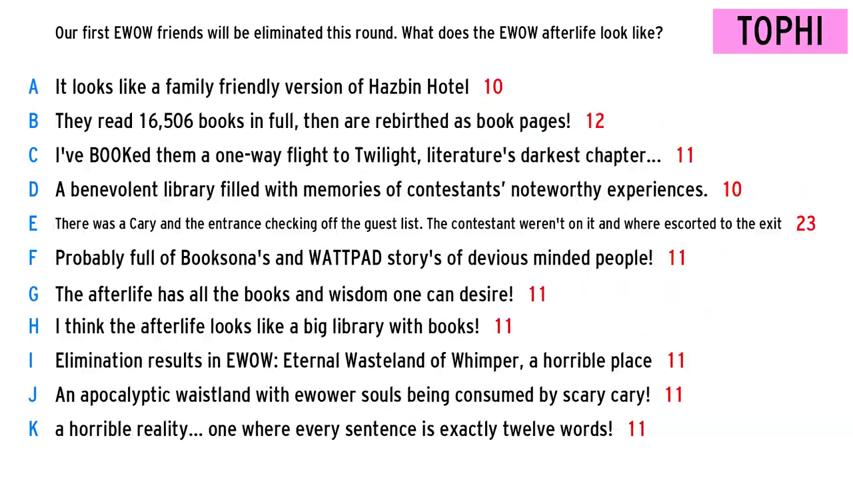 Our first EWOW friends will be eliminated this round. What does the EWOW afterlife look like?
TOPHI
A It looks like a family friendly version of Hazbin Hotel 10
B They read 16,506 books in full, then are rebirthed as book pages! 12
C I've BOOKed them a one-way flight to Twilight, literature's darkest chapter... 11
D A benevolent library filled with memories of contestants' noteworthy experiences. 10
E There was a Cary and the entrance checking off the guest list. The contestant weren't on it and where escorted to the exit 23
F Probably full of Booksona's and WATTPAD story's of devious minded people! 11
G The afterlife has all the books and wisdom one can desire! 11
H I think the afterlife looks like a big library with books! 11
I Elimination results in EWOW: Eternal Wasteland of Whimper, a horrible place 11
J An apocalyptic waistland with ewower souls being consumed by scary cary! 11
K a horrible reality... one where every sentence is exactly twelve words! 11